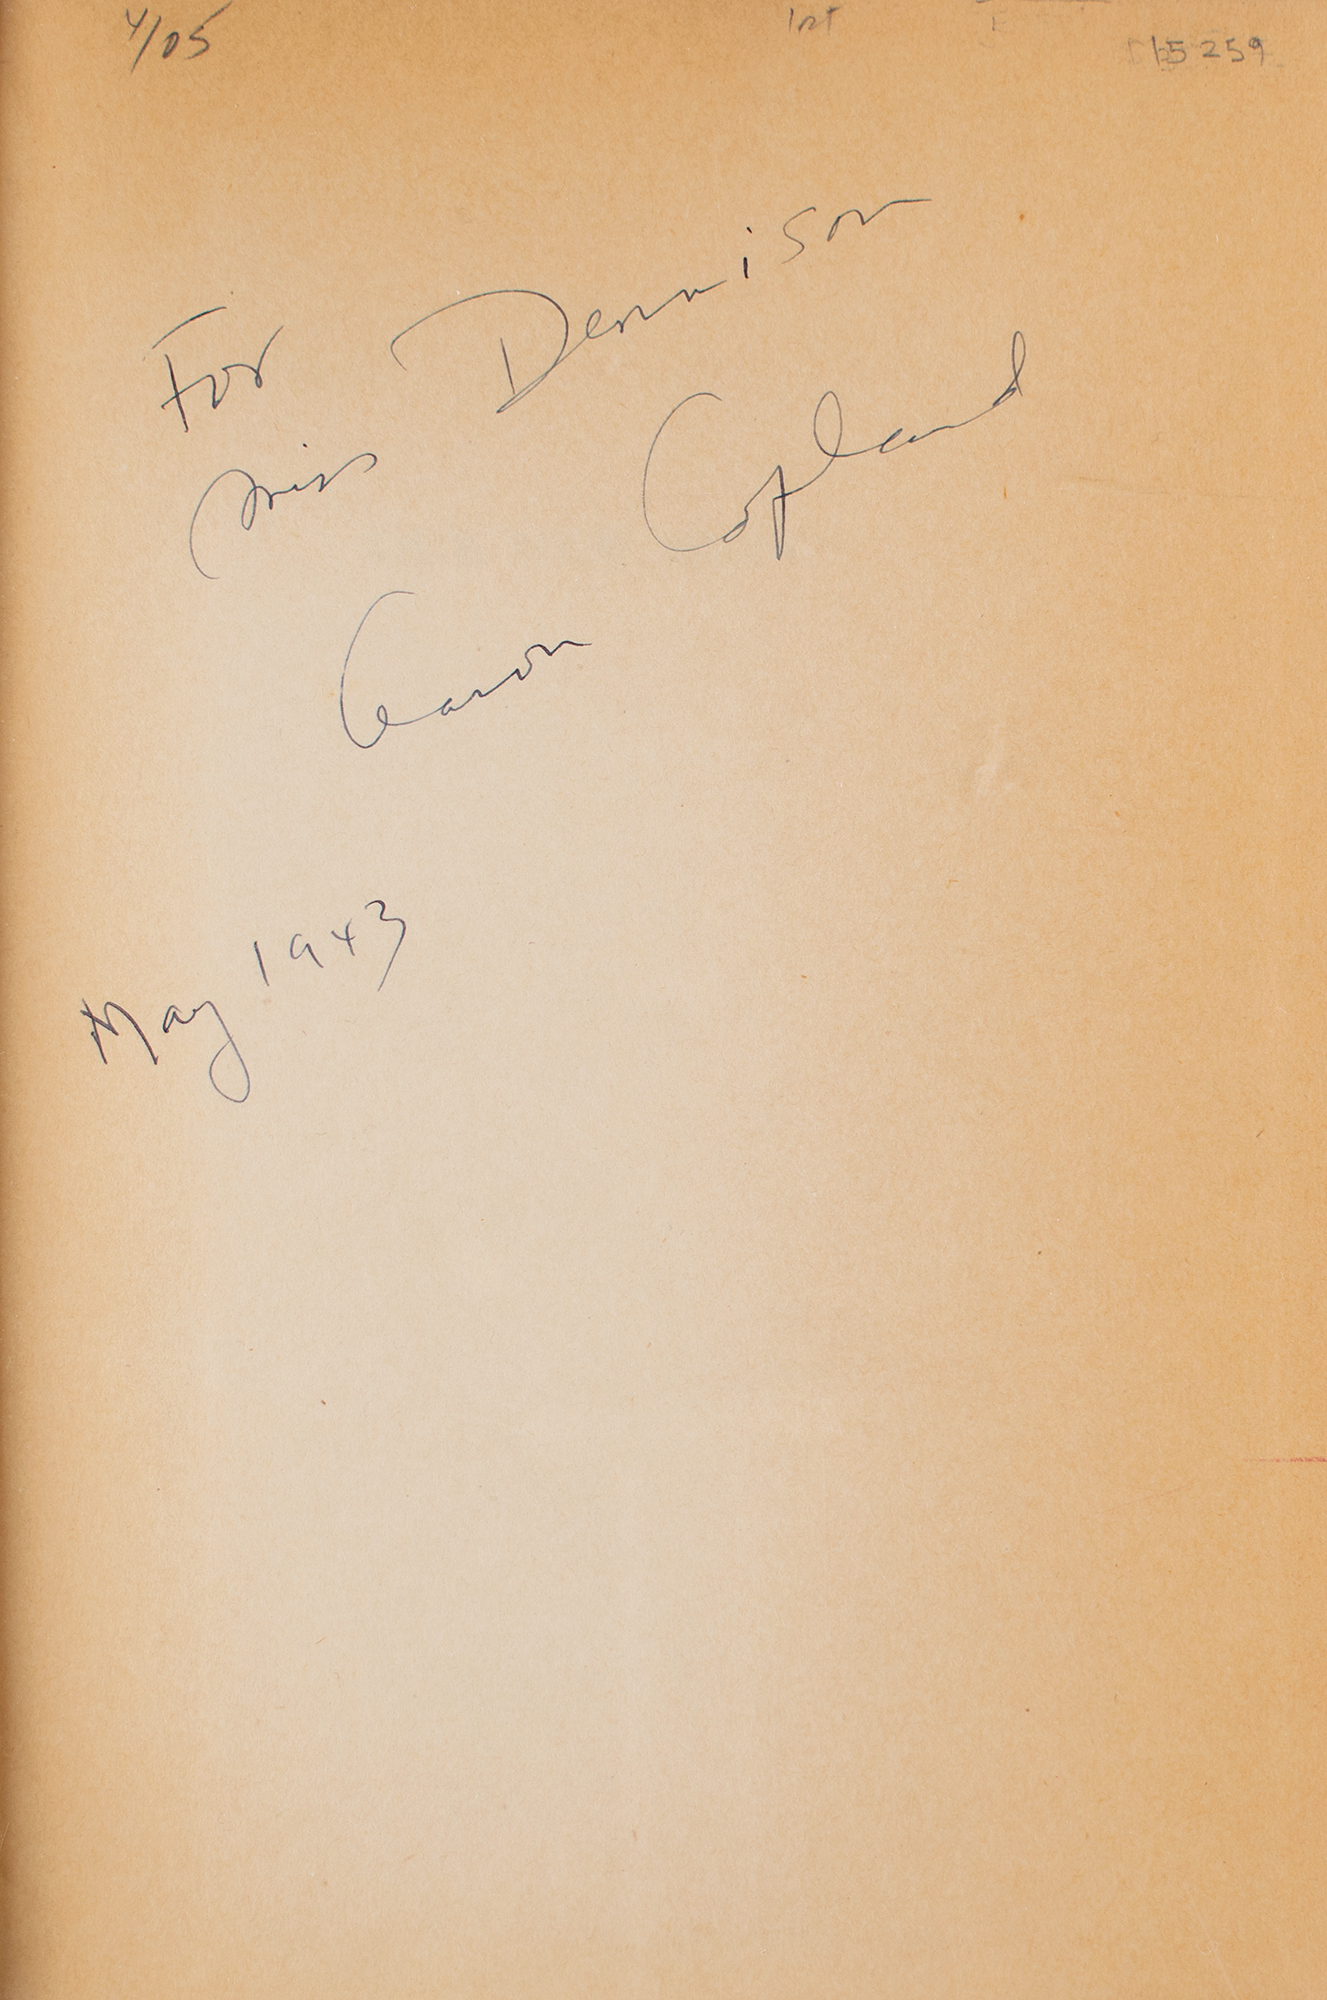 4/05
1st
15259
For Miss Dennison
Aaron Copland
May 1943